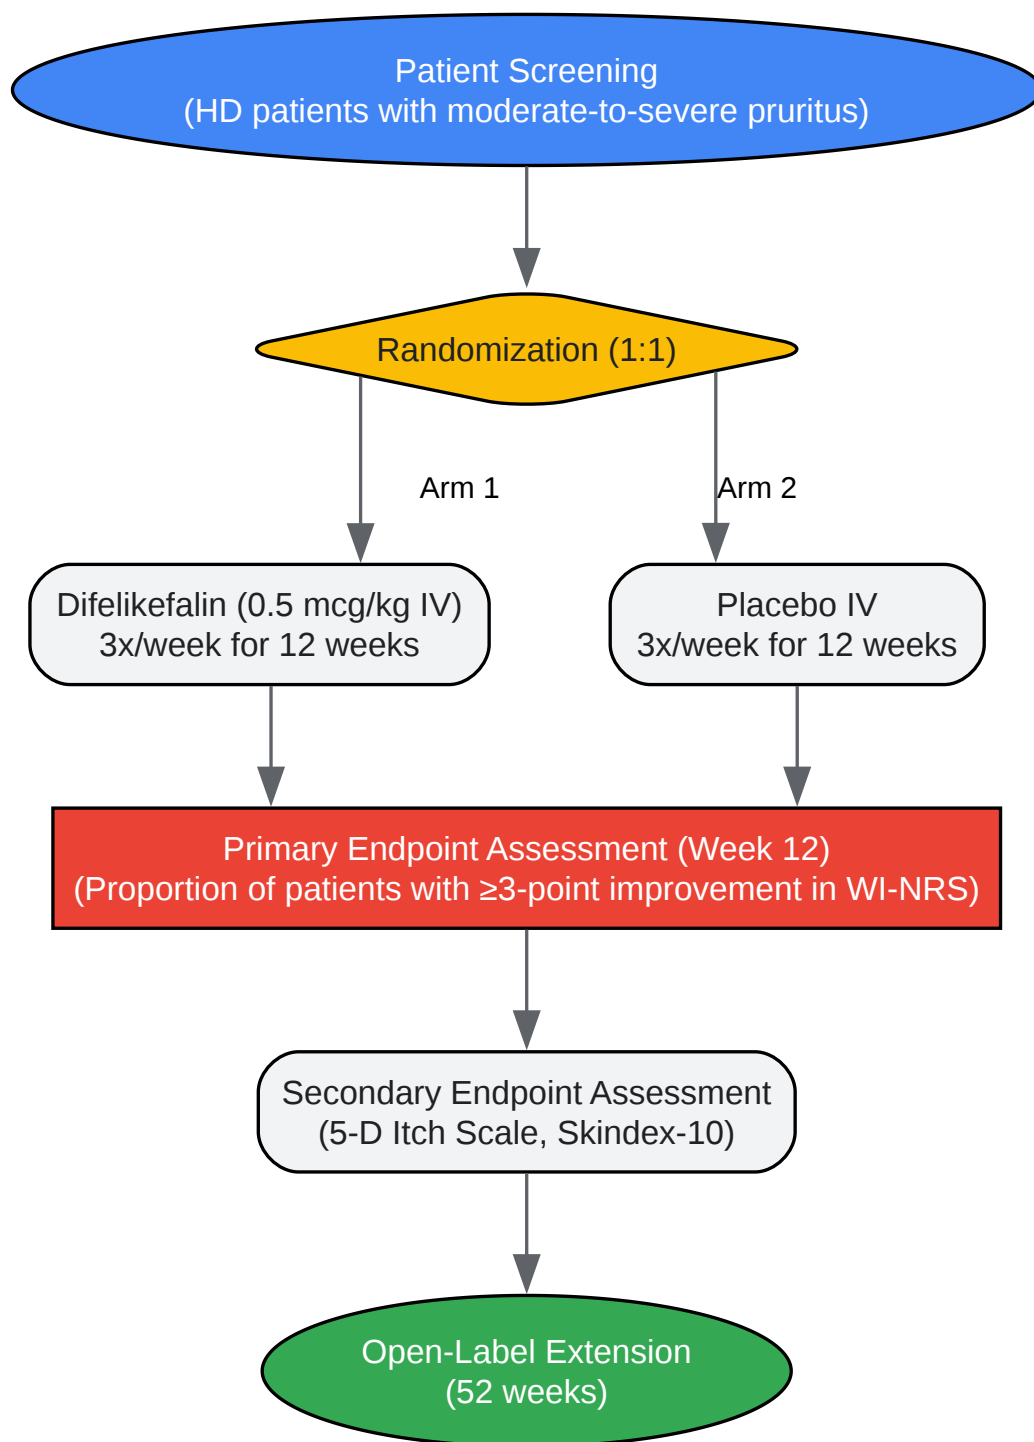 Patient Screening
(HD patients with moderate-to-severe pruritus)
Randomization (1:1)
Arm 1
Arm 2
Difelikefalin (0.5 mcg/kg IV)
3x/week for 12 weeks
Placebo IV
3x/week for 12 weeks
Primary Endpoint Assessment (Week 12)
(Proportion of patients with ≥3-point improvement in WI-NRS)
Secondary Endpoint Assessment
(5-D Itch Scale, Skindex-10)
Open-Label Extension
(52 weeks)